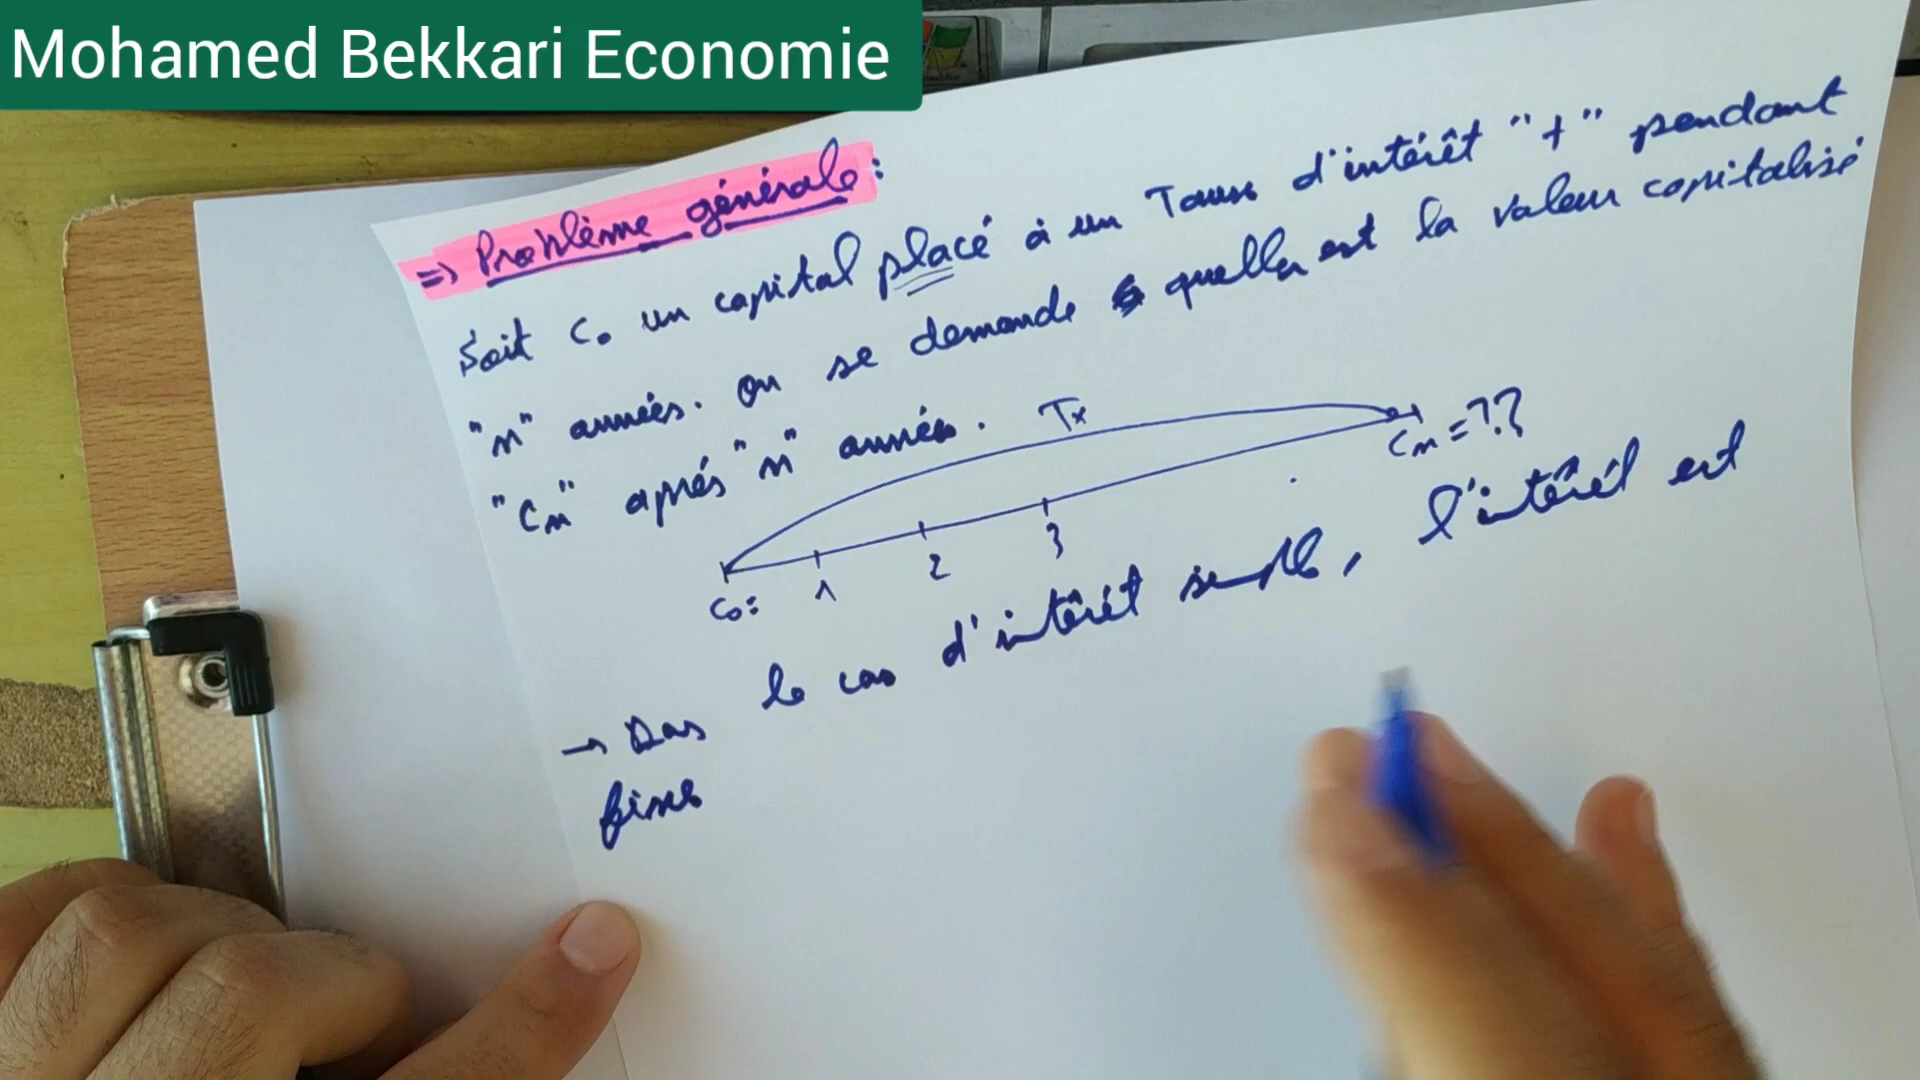 Mohamed Bekkari Economie
=> Problème générale :
Soit C₀ un capital placé à un Taux d'intérêt "t" pendant
"n" années. on se demande quelle est la valeur capitalisé
"Cn" après "n" années.
Tx
Cn = ??
C₀: 1 2 3
→ Das le cas d'intérêt simple, l'intérêt est
fixe